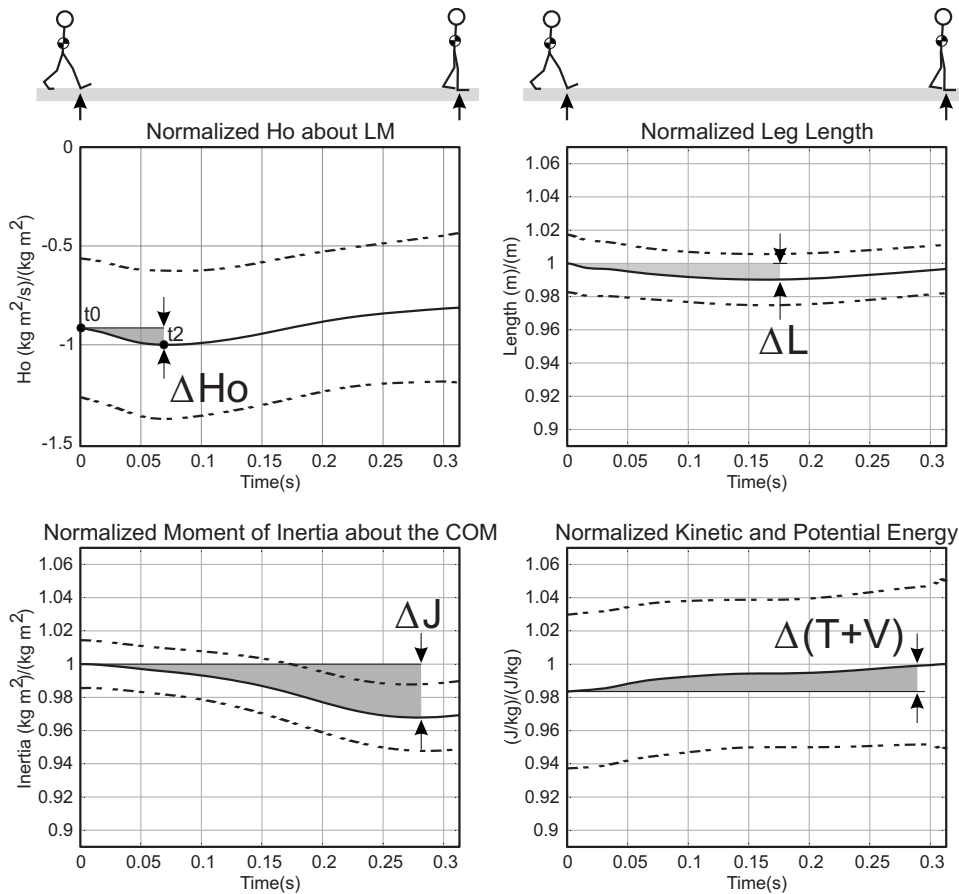 Normalized Ho about LM
Ho (kg m²/s)/(kg m²)
0
-0.5
-1
-1.5
t0
t2
ΔHo
0 0.05 0.1 0.15 0.2 0.25 0.3
Time(s)
Normalized Leg Length
Length (m)/(m)
1.06
1.04
1.02
1
0.98
0.96
0.94
0.9
ΔL
0 0.05 0.1 0.15 0.2 0.25 0.3
Time(s)
Normalized Moment of Inertia about the COM
Inertia (kg m²)/(kg m²)
1.06
1.04
1.02
1
0.98
0.96
0.94
0.9
ΔJ
0 0.05 0.1 0.15 0.2 0.25 0.3
Time(s)
Normalized Kinetic and Potential Energy
(J/kg)/(J/kg)
1.06
1.04
1.02
1
0.98
0.96
0.94
0.9
Δ(T+V)
0 0.05 0.1 0.15 0.2 0.25 0.3
Time(s)